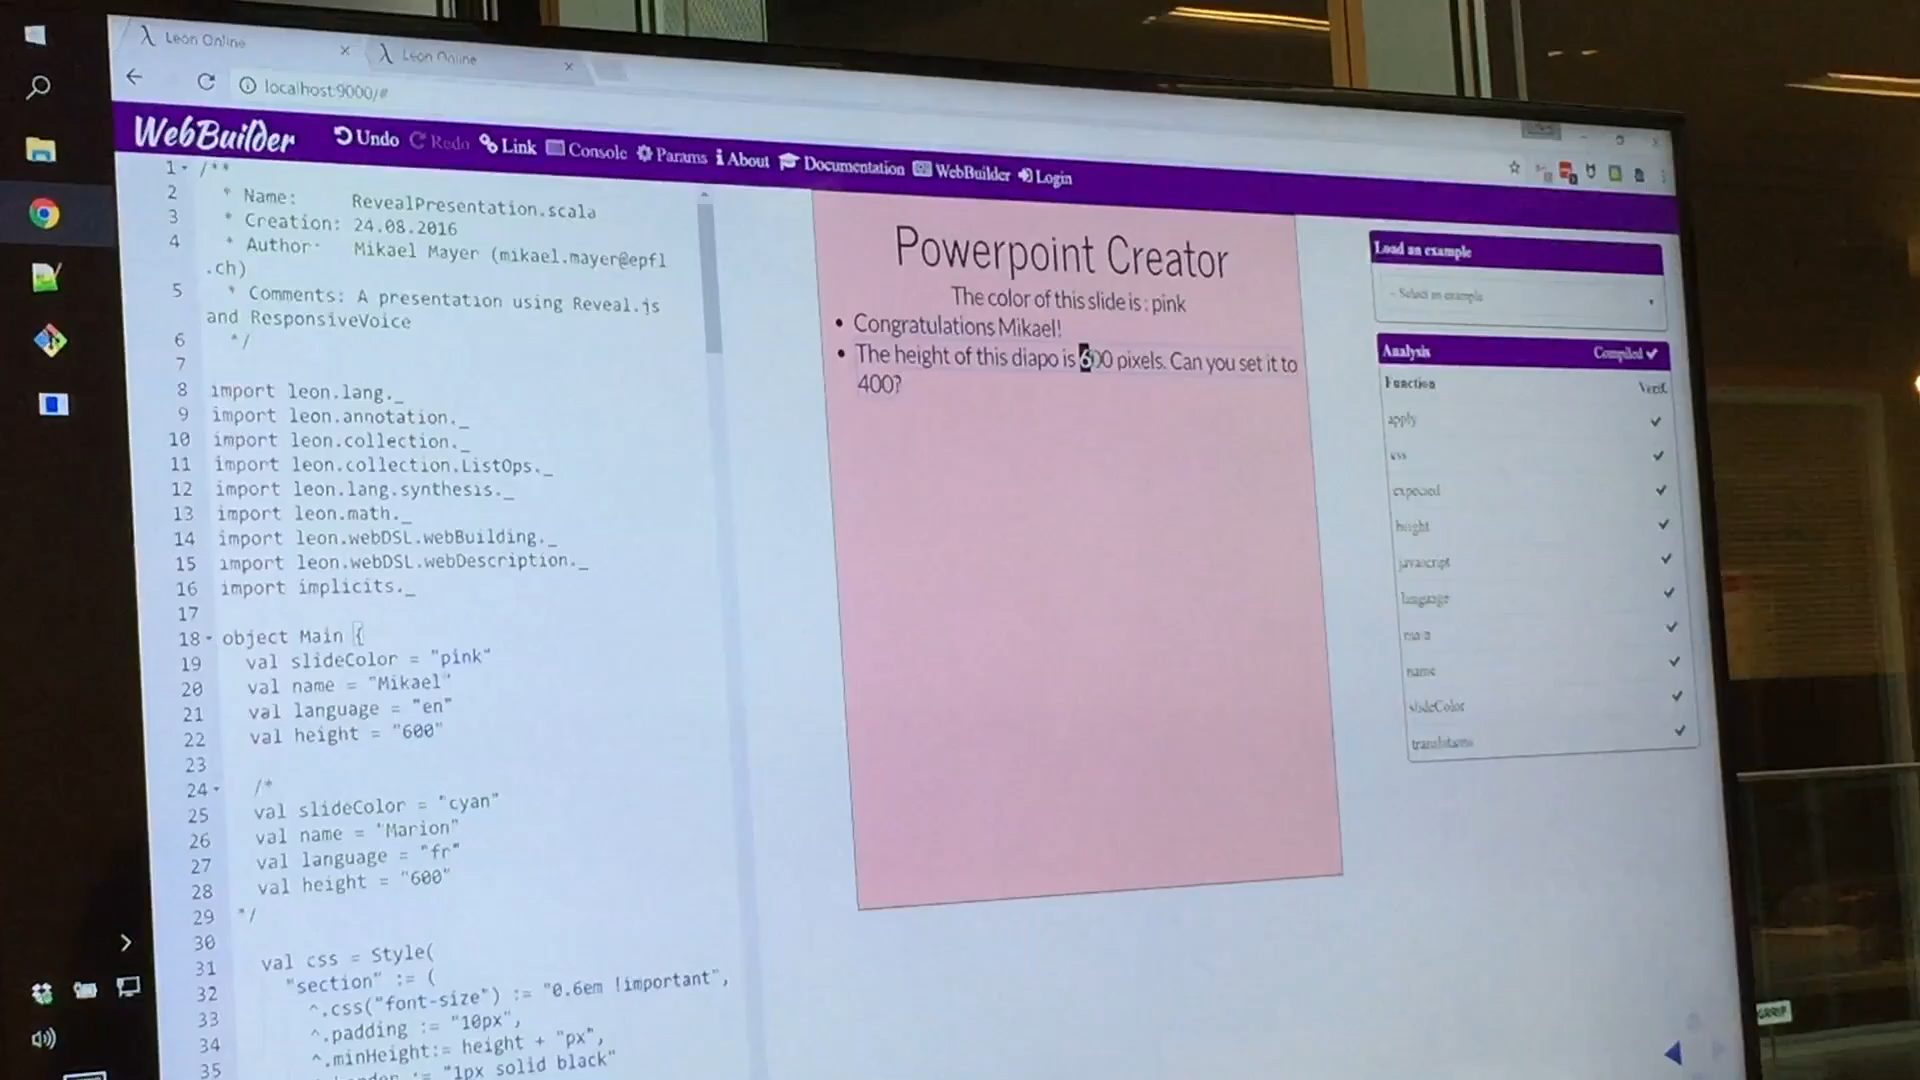 Leon Online
Leon Online
localhost:9000/#
WebBuilder
Undo Redo Link Console Params About Documentation WebBuilder Login
1 /**
2 * Name: RevealPresentation.scala
3 * Creation: 24.08.2016
4 * Author: Mikael Mayer (mikael.mayer@epfl
.ch)
5 * Comments: A presentation using Reveal.js
and ResponsiveVoice
6 */
7
8 import leon.lang._
9 import leon.annotation._
10 import leon.collection._
11 import leon.collection.ListOps._
12 import leon.lang.synthesis._
13 import leon.math._
14 import leon.webDSL.webBuilding._
15 import leon.webDSL.webDescription._
16 import implicits._
17
18 object Main {
19 val slideColor = "pink"
20 val name = "Mikael"
21 val language = "en"
22 val height = "600"
23
24 /*
25 val slideColor = "cyan"
26 val name = "Marion"
27 val language = "fr"
28 val height = "600"
29 */
30
31 val css = Style(
32 "section" := (
33 ^.css("font-size") := "0.6em !important",
34 ^.padding := "10px",
35 ^.minHeight:= height + "px",
:= "1px solid black"
Powerpoint Creator
The color of this slide is : pink
• Congratulations Mikael!
• The height of this diapo is 600 pixels. Can you set it to
400?
Load an example
- Select an example
Analysis Compiled
Function Verif.
apply
css
expected
height
javascript
language
main
name
slideColor
translations